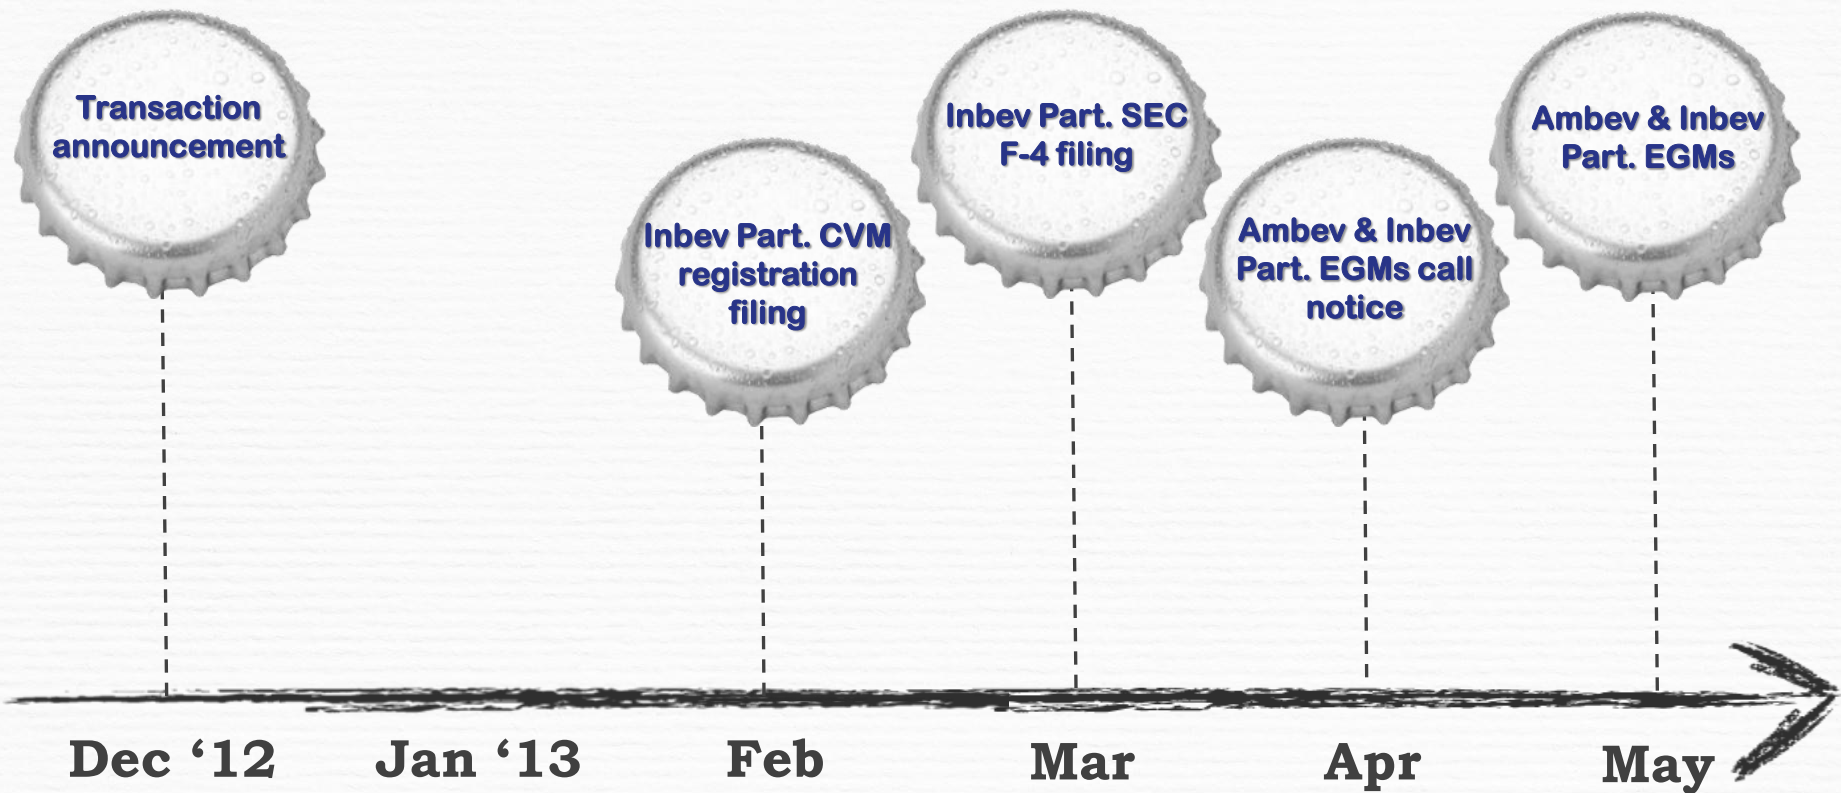 Transaction
announcement
Inbev Part. CVM
registration
filing
Inbev Part. SEC
F-4 filing
Ambev & Inbev
Part. EGMs call
notice
Ambev & Inbev
Part. EGMs
Dec ‘12
Jan ‘13
Feb
Mar
Apr
May